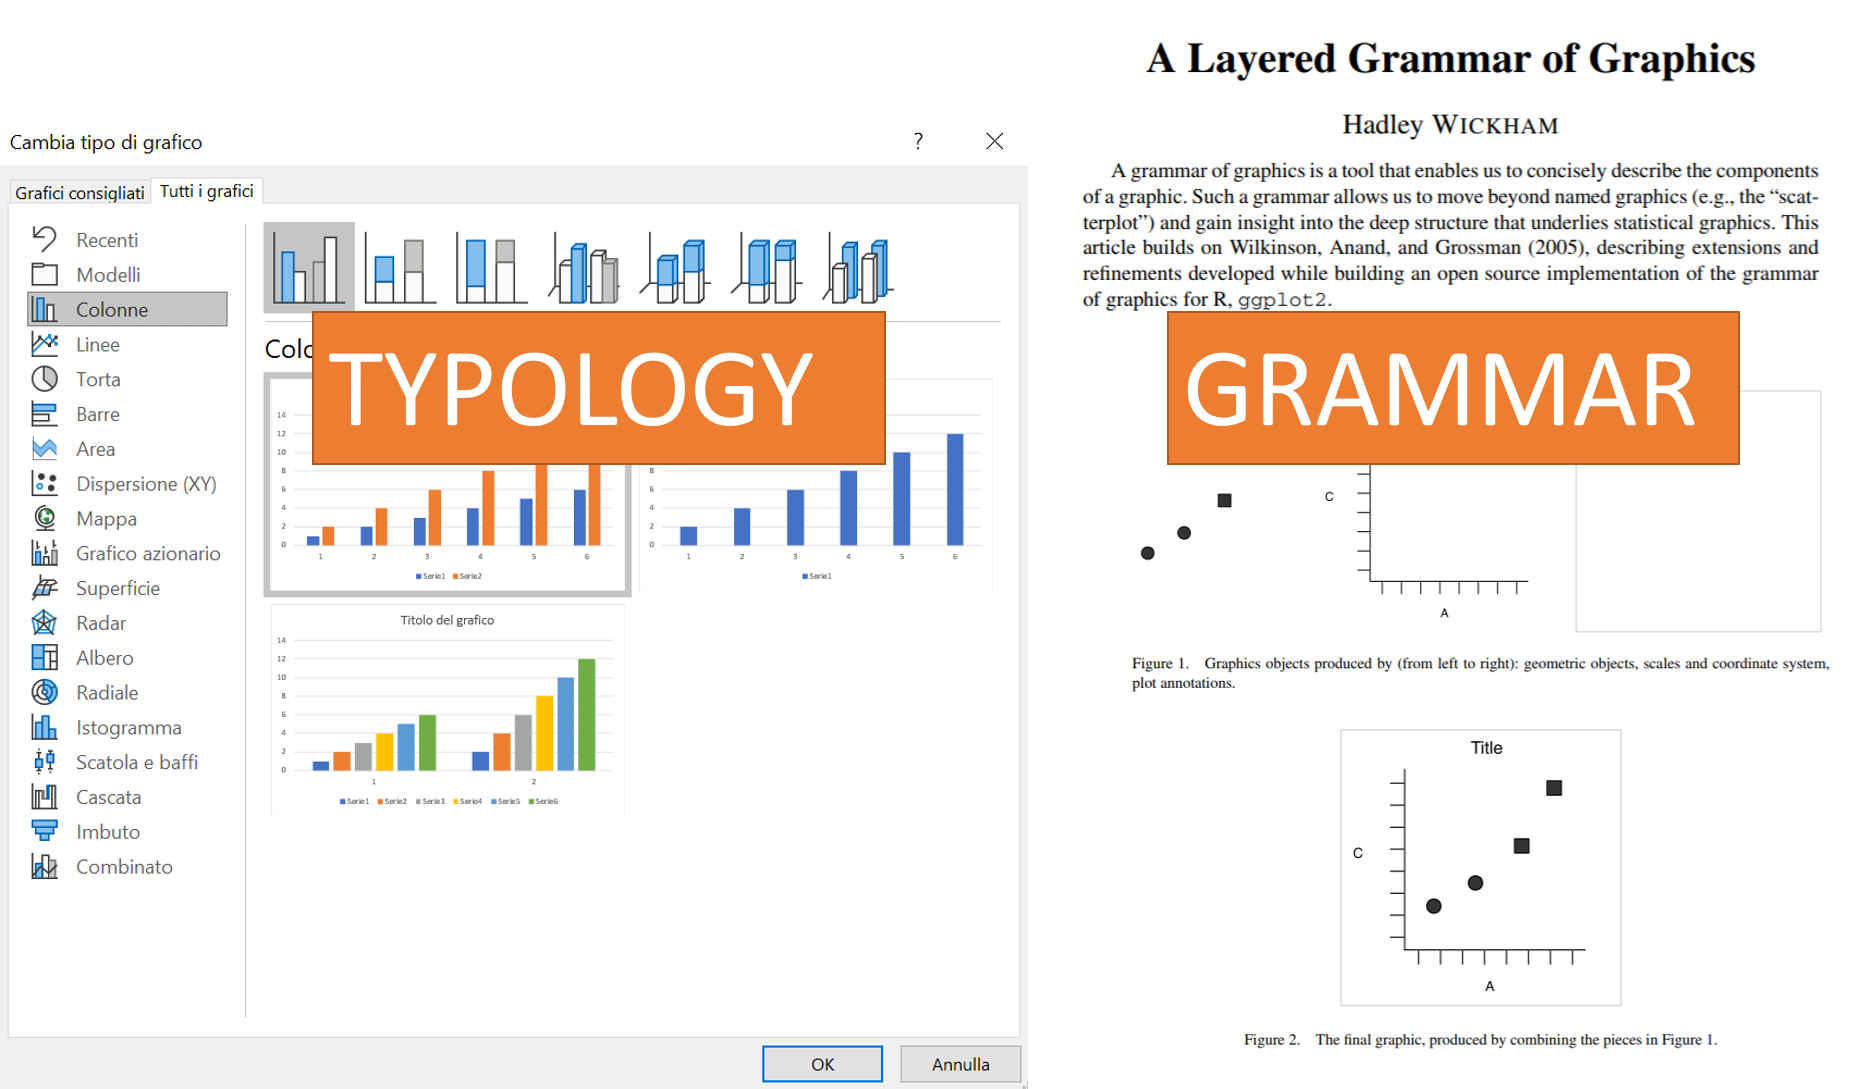 Cambia tipo di grafico
?
Grafici consigliati
Tutti i grafici
Recenti
Modelli
Colonne
Linee
Torta
Barre
Area
Dispersione (XY)
Mappa
Grafico azionario
Superficie
Radar
Albero
Radiale
Istogramma
Scatola e baffi
Cascata
Imbuto
Combinato
TYPOLOGY
14
12
10
8
6
4
2
0
1 2 3 4 5 6
Serie1 Serie2
8
6
4
2
0
1 2 3 4 5 6
Serie1
Titolo del grafico
14
12
10
8
6
4
2
0
1 2
Serie1 Serie2 Serie3 Serie4 Serie5 Serie6
OK
Annulla
A Layered Grammar of Graphics
Hadley WICKHAM
A grammar of graphics is a tool that enables us to concisely describe the components
of a graphic. Such a grammar allows us to move beyond named graphics (e.g., the “scat-
terplot”) and gain insight into the deep structure that underlies statistical graphics. This
article builds on Wilkinson, Anand, and Grossman (2005), describing extensions and
refinements developed while building an open source implementation of the grammar
of graphics for R, ggplot2.
GRAMMAR
C
A
Figure 1. Graphics objects produced by (from left to right): geometric objects, scales and coordinate system,
plot annotations.
Title
C
A
Figure 2. The final graphic, produced by combining the pieces in Figure 1.